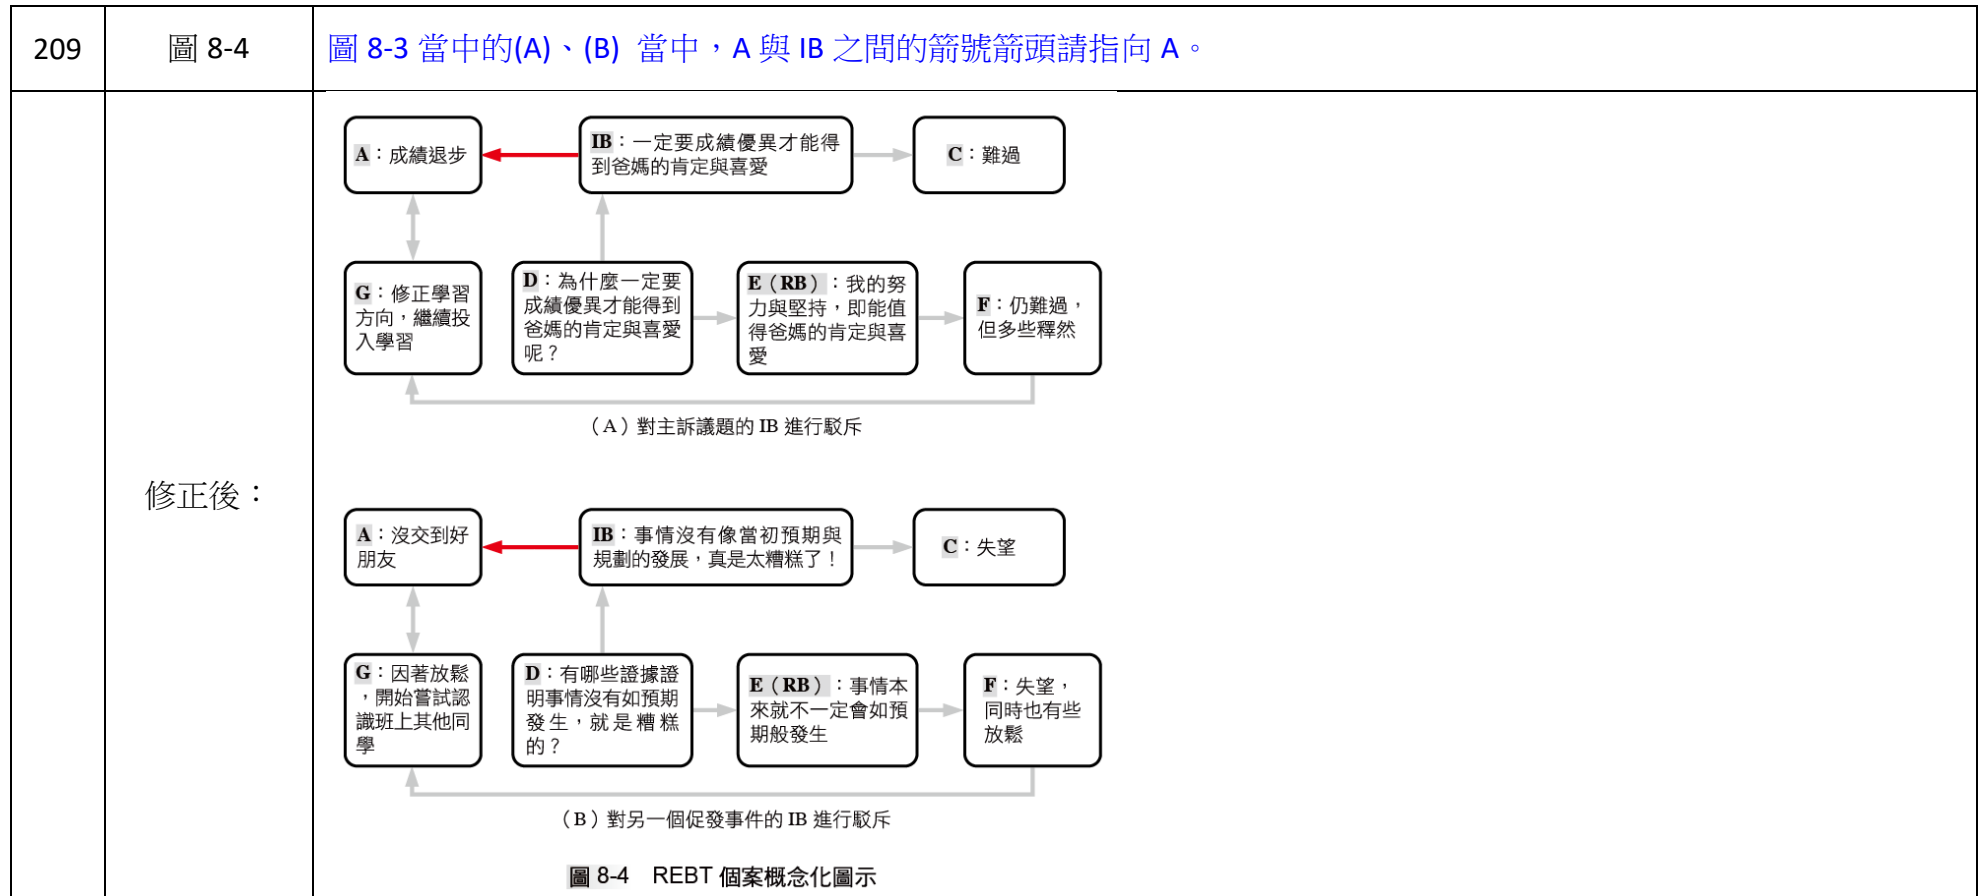 209
圖 8-4
圖 8-3 當中的(A)、(B) 當中，A 與 IB 之間的箭號箭頭請指向 A。
修正後：
A：成績退步
IB：一定要成績優異才能得
到爸媽的肯定與喜愛
C：難過
G：修正學習
方向，繼續投
入學習
D：為什麼一定要
成績優異才能得到
爸媽的肯定與喜愛
呢？
E（RB）：我的努
力與堅持，即能值
得爸媽的肯定與喜
愛
F：仍難過，
但多些釋然
（A）對主訴議題的 IB 進行駁斥
A：沒交到好
朋友
IB：事情沒有像當初預期與
規劃的發展，真是太糟糕了！
C：失望
G：因著放鬆
，開始嘗試認
識班上其他同
學
D：有哪些證據證
明事情沒有如預期
發生，就是糟糕
的？
E（RB）：事情本
來就不一定會如預
期般發生
F：失望，
同時也有些
放鬆
（B）對另一個促發事件的 IB 進行駁斥
圖 8-4 REBT 個案概念化圖示